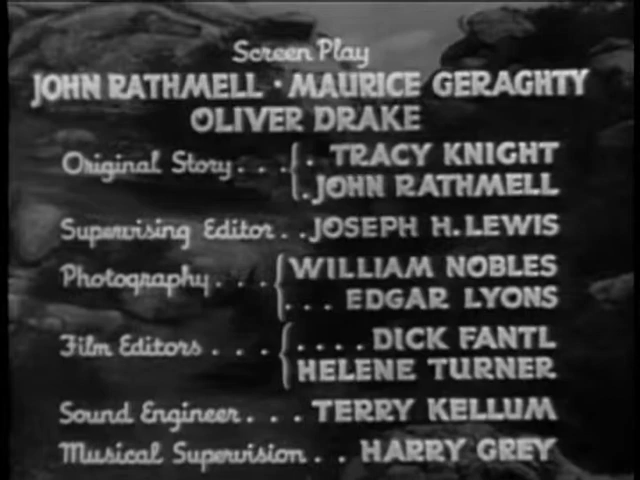 Screen Play
JOHN RATHMELL · MAURICE GERAGHTY
OLIVER DRAKE
Original Story . . . { . TRACY KNIGHT
. JOHN RATHMELL
Supervising Editor . . JOSEPH H. LEWIS
Photography . . . { WILLIAM NOBLES
. . . EDGAR LYONS
Film Editors . . . { . . . . DICK FANTL
HELENE TURNER
Sound Engineer . . . TERRY KELLUM
Musical Supervision . . HARRY GREY